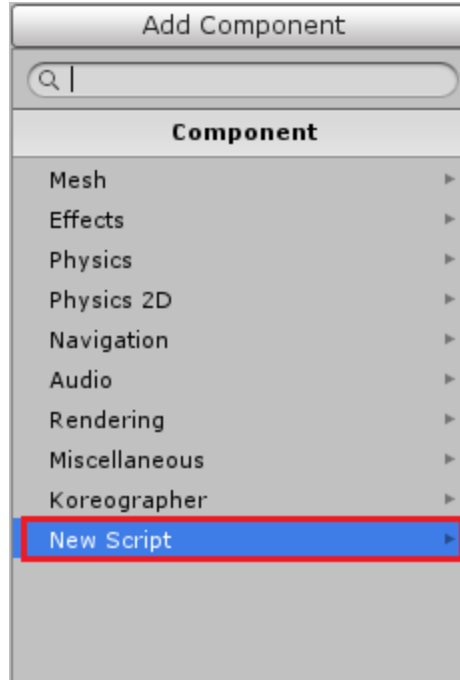 Add Component
Component
Mesh
Effects
Physics
Physics 2D
Navigation
Audio
Rendering
Miscellaneous
Koreographer
New Script